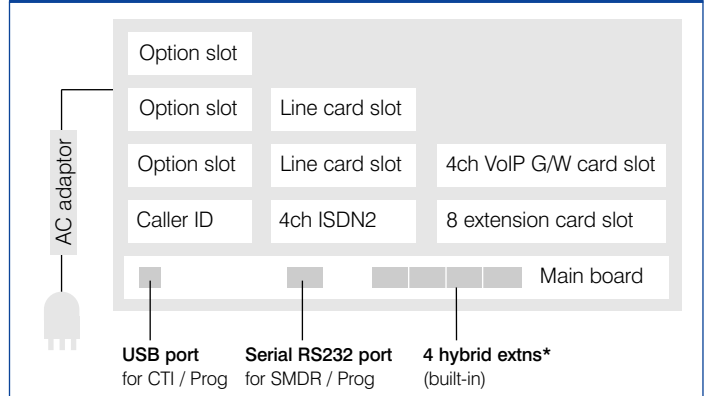 Option slot
Option slot Line card slot
Option slot Line card slot 4ch VoIP G/W card slot
Caller ID 4ch ISDN2 8 extension card slot
AC adaptor
Main board
USB port Serial RS232 port 4 hybrid extns*
for CTI / Prog for SMDR / Prog (built-in)